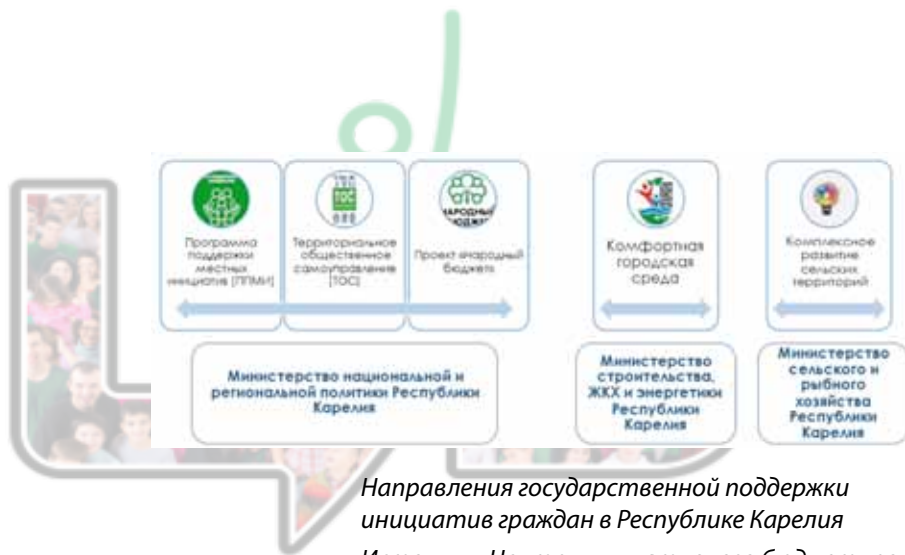 ТОС
НАРОДНЫЙ
БЮДЖЕТ
Программа
поддержки
местных
инициатив [ППМИ]
Территориальное
общественное
самоуправление
[ТОС]
Проект «Народный
бюджет»
Комфортная
городская
среда
Комплексное
развитие
сельских
территорий
Министерство национальной и
региональной политики Республики
Карелия
Министерство
строительства,
ЖКХ и энергетики
Республики
Карелия
Министерство
сельского и
рыбного
хозяйства
Республики
Карелия
Направления государственной поддержки
инициатив граждан в Республике Карелия